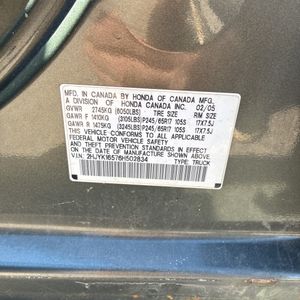 MFD. IN CANADA BY HONDA OF CANADA MFG.
A DIVISION OF HONDA CANADA INC. 02/05
GVWR 2745KG (6050LBS) TIRE SIZE RIM SIZE
GAWR F 1410KG (3105LBS) P245/65R17 105S 17X7.5J
GAWR R 1475KG (3245LBS) P245/65R17 105S 17X7.5J
THIS VEHICLE CONFORMS TO ALL APPLICABLE
FEDERAL MOTOR VEHICLE SAFETY
AND THEFT PREVENTION STANDARDS IN EFFECT
ON THE DATE OF MANUFACTURE SHOWN ABOVE.
V.I.N. 2HJYK16576H502834 TYPE: TRUCK